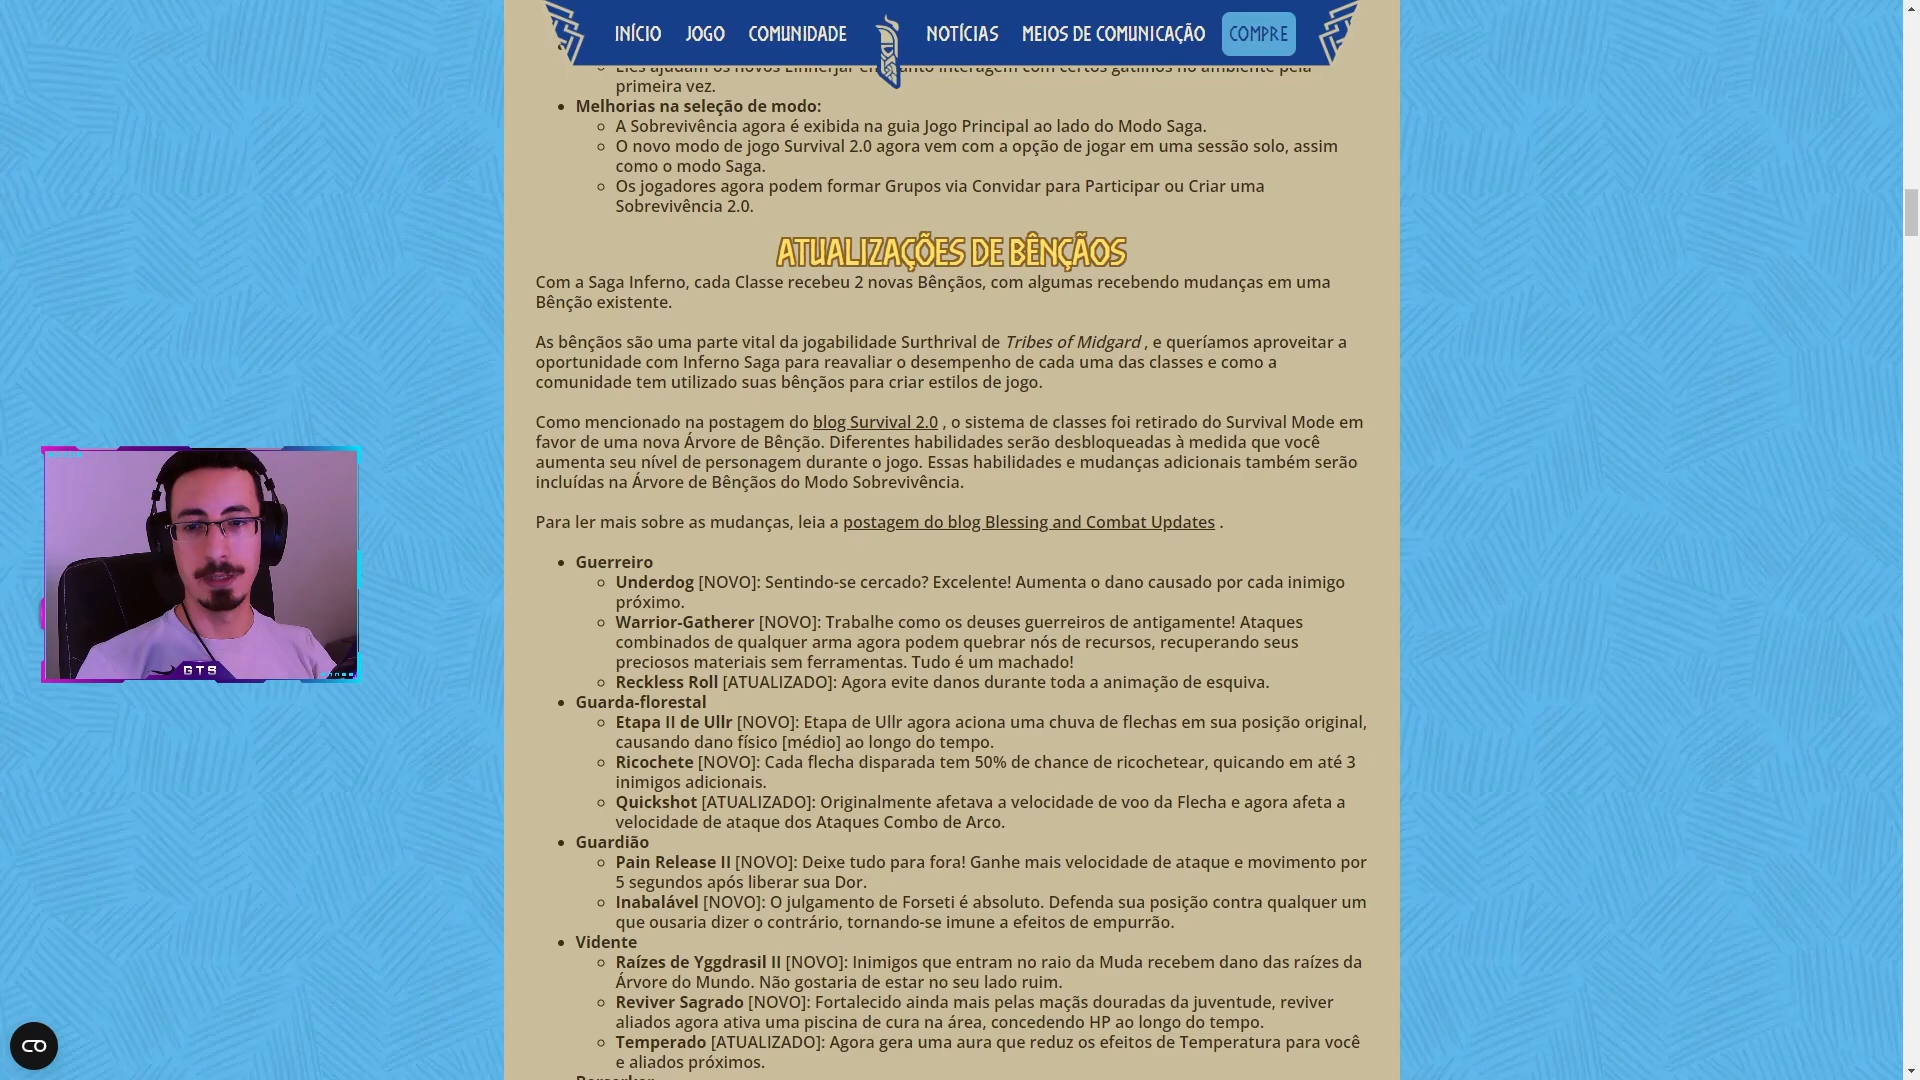 INÍCIO JOGO COMUNIDADE NOTÍCIAS MEIOS DE COMUNICAÇÃO COMPRE
primeira vez.
• Melhorias na seleção de modo:
○ A Sobrevivência agora é exibida na guia Jogo Principal ao lado do Modo Saga.
○ O novo modo de jogo Survival 2.0 agora vem com a opção de jogar em uma sessão solo, assim
como o modo Saga.
○ Os jogadores agora podem formar Grupos via Convidar para Participar ou Criar uma
Sobrevivência 2.0.
ATUALIZAÇÕES DE BÊNÇÃOS
Com a Saga Inferno, cada Classe recebeu 2 novas Bênçãos, com algumas recebendo mudanças em uma
Bênção existente.
As bênçãos são uma parte vital da jogabilidade Surthrival de Tribes of Midgard , e queríamos aproveitar a
oportunidade com Inferno Saga para reavaliar o desempenho de cada uma das classes e como a
comunidade tem utilizado suas bênçãos para criar estilos de jogo.
Como mencionado na postagem do blog Survival 2.0 , o sistema de classes foi retirado do Survival Mode em
favor de uma nova Árvore de Bênção. Diferentes habilidades serão desbloqueadas à medida que você
aumenta seu nível de personagem durante o jogo. Essas habilidades e mudanças adicionais também serão
incluídas na Árvore de Bênçãos do Modo Sobrevivência.
Para ler mais sobre as mudanças, leia a postagem do blog Blessing and Combat Updates .
• Guerreiro
○ Underdog [NOVO]: Sentindo-se cercado? Excelente! Aumenta o dano causado por cada inimigo
próximo.
○ Warrior-Gatherer [NOVO]: Trabalhe como os deuses guerreiros de antigamente! Ataques
combinados de qualquer arma agora podem quebrar nós de recursos, recuperando seus
preciosos materiais sem ferramentas. Tudo é um machado!
○ Reckless Roll [ATUALIZADO]: Agora evite danos durante toda a animação de esquiva.
• Guarda-florestal
○ Etapa II de Ullr [NOVO]: Etapa de Ullr agora aciona uma chuva de flechas em sua posição original,
causando dano físico [médio] ao longo do tempo.
○ Ricochete [NOVO]: Cada flecha disparada tem 50% de chance de ricochetear, quicando em até 3
inimigos adicionais.
○ Quickshot [ATUALIZADO]: Originalmente afetava a velocidade de voo da Flecha e agora afeta a
velocidade de ataque dos Ataques Combo de Arco.
• Guardião
○ Pain Release II [NOVO]: Deixe tudo para fora! Ganhe mais velocidade de ataque e movimento por
5 segundos após liberar sua Dor.
○ Inabalável [NOVO]: O julgamento de Forseti é absoluto. Defenda sua posição contra qualquer um
que ousaria dizer o contrário, tornando-se imune a efeitos de empurrão.
• Vidente
○ Raízes de Yggdrasil II [NOVO]: Inimigos que entram no raio da Muda recebem dano das raízes da
Árvore do Mundo. Não gostaria de estar no seu lado ruim.
○ Reviver Sagrado [NOVO]: Fortalecido ainda mais pelas maçãs douradas da juventude, reviver
aliados agora ativa uma piscina de cura na área, concedendo HP ao longo do tempo.
○ Temperado [ATUALIZADO]: Agora gera uma aura que reduz os efeitos de Temperatura para você
e aliados próximos.
GTS